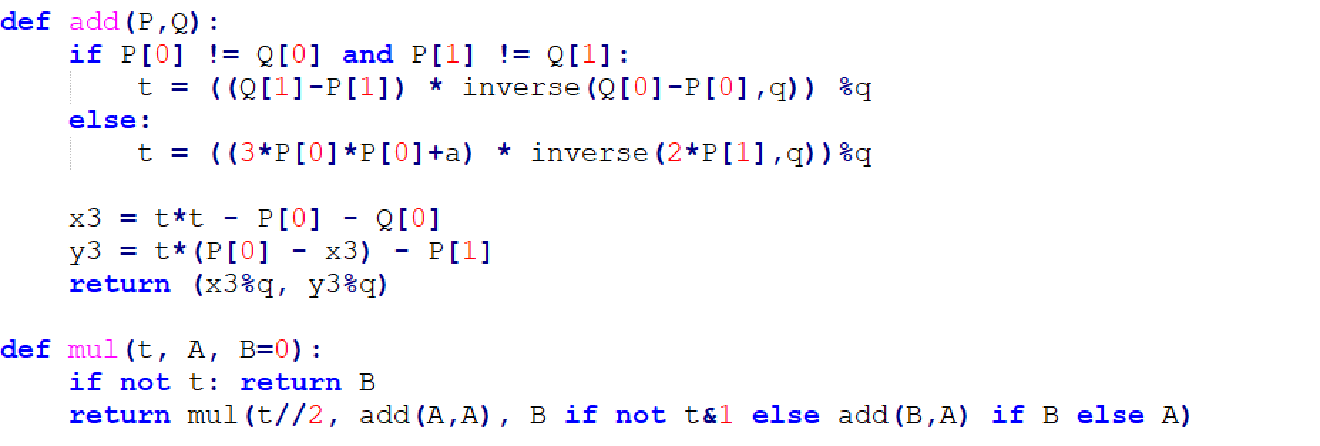 def add(P,Q):
    if P[0] != Q[0] and P[1] != Q[1]:
        t = ((Q[1]-P[1]) * inverse(Q[0]-P[0],q)) %q
    else:
        t = ((3*P[0]*P[0]+a) * inverse(2*P[1],q))%q

    x3 = t*t - P[0] - Q[0]
    y3 = t*(P[0] - x3) - P[1]
    return (x3%q, y3%q)

def mul(t, A, B=0):
    if not t: return B
    return mul(t//2, add(A,A), B if not t&1 else add(B,A) if B else A)